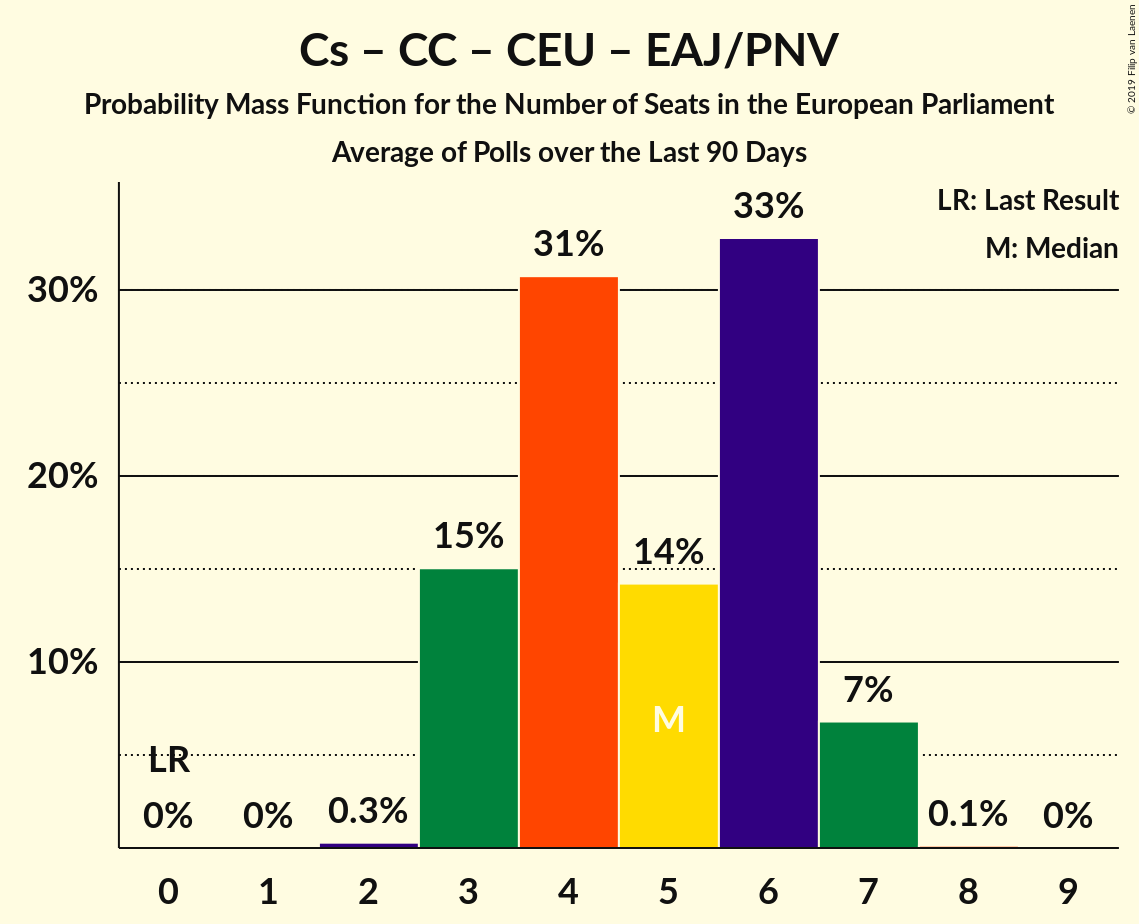 Cs – CC – CEU – EAJ/PNV
Probability Mass Function for the Number of Seats in the European Parliament
Average of Polls over the Last 90 Days
© 2019 Filip van Laenen
LR: Last Result
M: Median
33%
31%
30%
20%
15%
14%
10%
7%
M
LR
0%
0%
0.3%
0.1%
0%
0 1 2 3 4 5 6 7 8 9